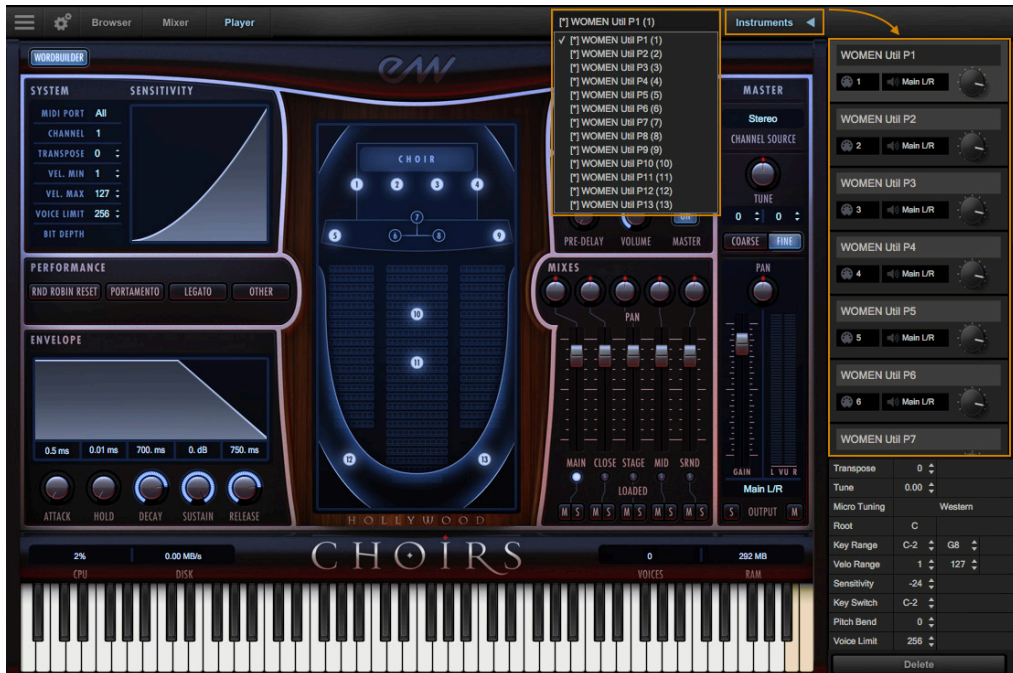 Browser Mixer Player
[*] WOMEN Util P1 (1)
Instruments
✓ [*] WOMEN Util P1 (1)
[*] WOMEN Util P2 (2)
[*] WOMEN Util P3 (3)
[*] WOMEN Util P4 (4)
[*] WOMEN Util P5 (5)
[*] WOMEN Util P6 (6)
[*] WOMEN Util P7 (7)
[*] WOMEN Util P8 (8)
[*] WOMEN Util P9 (9)
[*] WOMEN Util P10 (10)
[*] WOMEN Util P11 (11)
[*] WOMEN Util P12 (12)
[*] WOMEN Util P13 (13)
WORDBUILDER
ew
SYSTEM
MIDI PORT All
CHANNEL 1
TRANSPOSE 0
VEL. MIN 1
VEL. MAX 127
VOICE LIMIT 256
BIT DEPTH
SENSITIVITY
PERFORMANCE
RND ROBIN RESET PORTAMENTO LEGATO OTHER
ENVELOPE
0.5 ms 0.01 ms 700. ms 0. dB 750. ms
ATTACK HOLD DECAY SUSTAIN RELEASE
CHOIR
1 2 3 4
7
5 6 8 9
10
11
12 13
HOLLYWOOD
CHOIRS
ON
PRE-DELAY VOLUME MASTER
MIXES
PAN
MAIN CLOSE STAGE MID SRND
LOADED
M S M S M S M S M S
MASTER
Stereo
CHANNEL SOURCE
TUNE
0 0
COARSE FINE
PAN
GAIN L VU R
Main L/R
S OUTPUT M
2% 0.00 MB/s 0 292 MB
CPU DISK VOICES RAM
WOMEN Util P1
1 Main L/R
WOMEN Util P2
2 Main L/R
WOMEN Util P3
3 Main L/R
WOMEN Util P4
4 Main L/R
WOMEN Util P5
5 Main L/R
WOMEN Util P6
6 Main L/R
WOMEN Util P7
Transpose 0
Tune 0.00
Micro Tuning Western
Root C
Key Range C-2 G8
Velo Range 1 127
Sensitivity -24
Key Switch C-2
Pitch Bend 0
Voice Limit 256
Delete